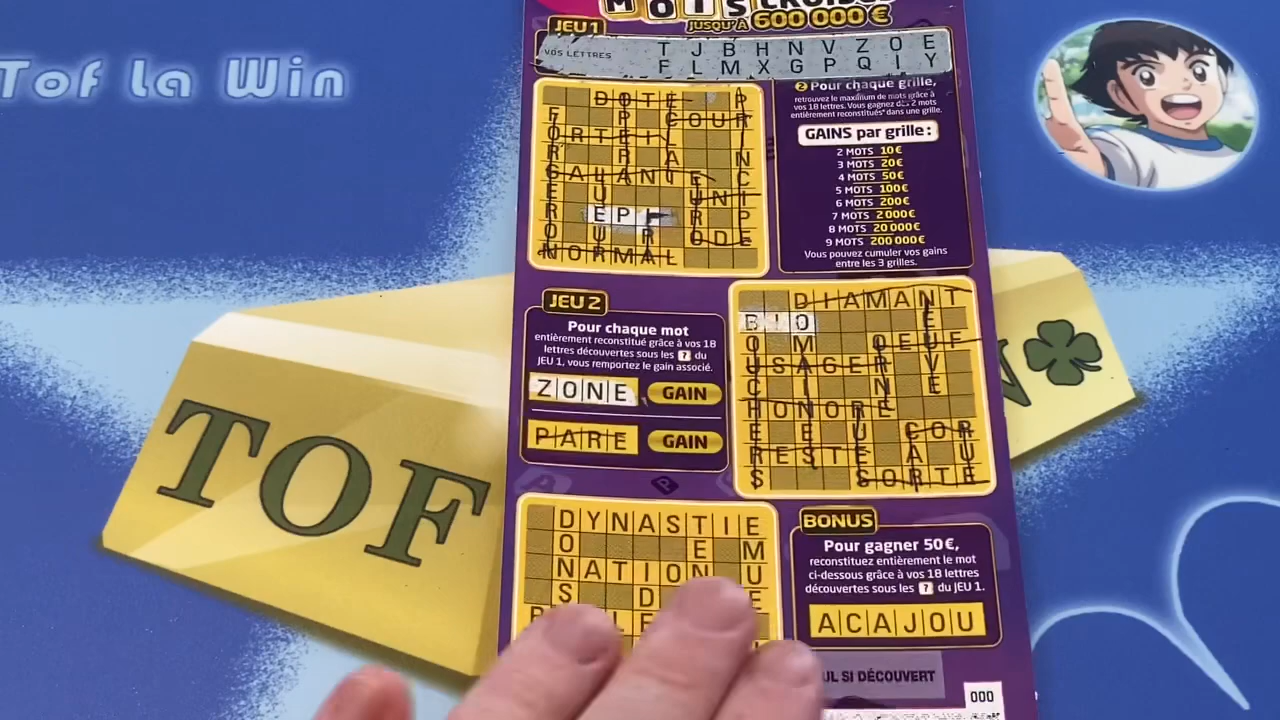 Tof La Win
MOTS CROISÉS
JUSQU'À 600 000 €
JEU 1
VOS LETTRES
T J B H N V Z O E
F L M X G P Q I Y
❷ Pour chaque grille,
retrouvez le maximum de mots grâce à
vos 18 lettres. Vous gagnez dès 2 mots
entièrement reconstitués* dans une grille.
GAINS par grille :
2 MOTS 10 €
3 MOTS 20 €
4 MOTS 50 €
5 MOTS 100 €
6 MOTS 200 €
7 MOTS 2 000 €
8 MOTS 20 000 €
9 MOTS 200 000 €
Vous pouvez cumuler vos gains
entre les 3 grilles.
DOTE
COUR
ORTEIL
GALANTE
UNI
EPI
ODE
NORMAL
JEU 2
Pour chaque mot
entièrement reconstitué grâce à vos 18
lettres découvertes sous les ? du
JEU 1, vous remportez le gain associé.
ZONE GAIN
PARE GAIN
DIAMANT
BIO
OEUF
USAGER
HONORE
COR
RESTE
SORTE
DYNASTIE
NATION
BONUS
Pour gagner 50€,
reconstituez entièrement le mot
ci-dessous grâce à vos 18 lettres
découvertes sous les ? du JEU 1.
ACAJOU
UL SI DÉCOUVERT
000
TOF